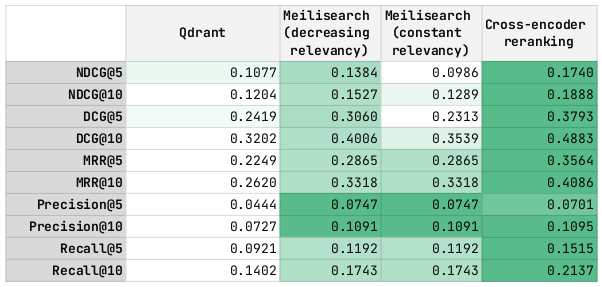 Qdrant Meilisearch (decreasing relevancy) Meilisearch (constant relevancy) Cross-encoder reranking
NDCG@5 0.1077 0.1384 0.0986 0.1740
NDCG@10 0.1204 0.1527 0.1289 0.1888
DCG@5 0.2419 0.3060 0.2313 0.3793
DCG@10 0.3202 0.4006 0.3539 0.4883
MRR@5 0.2249 0.2865 0.2865 0.3564
MRR@10 0.2620 0.3318 0.3318 0.4086
Precision@5 0.0444 0.0747 0.0747 0.0701
Precision@10 0.0727 0.1091 0.1091 0.1095
Recall@5 0.0921 0.1192 0.1192 0.1515
Recall@10 0.1402 0.1743 0.1743 0.2137